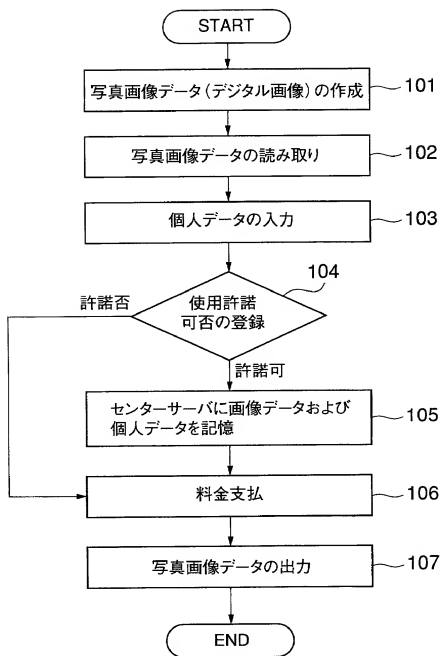 START
写真画像データ(デジタル画像)の作成
101
写真画像データの読み取り
102
個人データの入力
103
104
使用許諾
可否の登録
許諾否
許諾可
センターサーバに画像データおよび
個人データを記憶
105
料金支払
106
写真画像データの出力
107
END